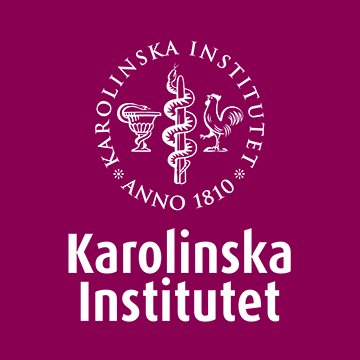 KAROLINSKA INSTITUTET
* ANNO 1810 *
Karolinska
Institutet